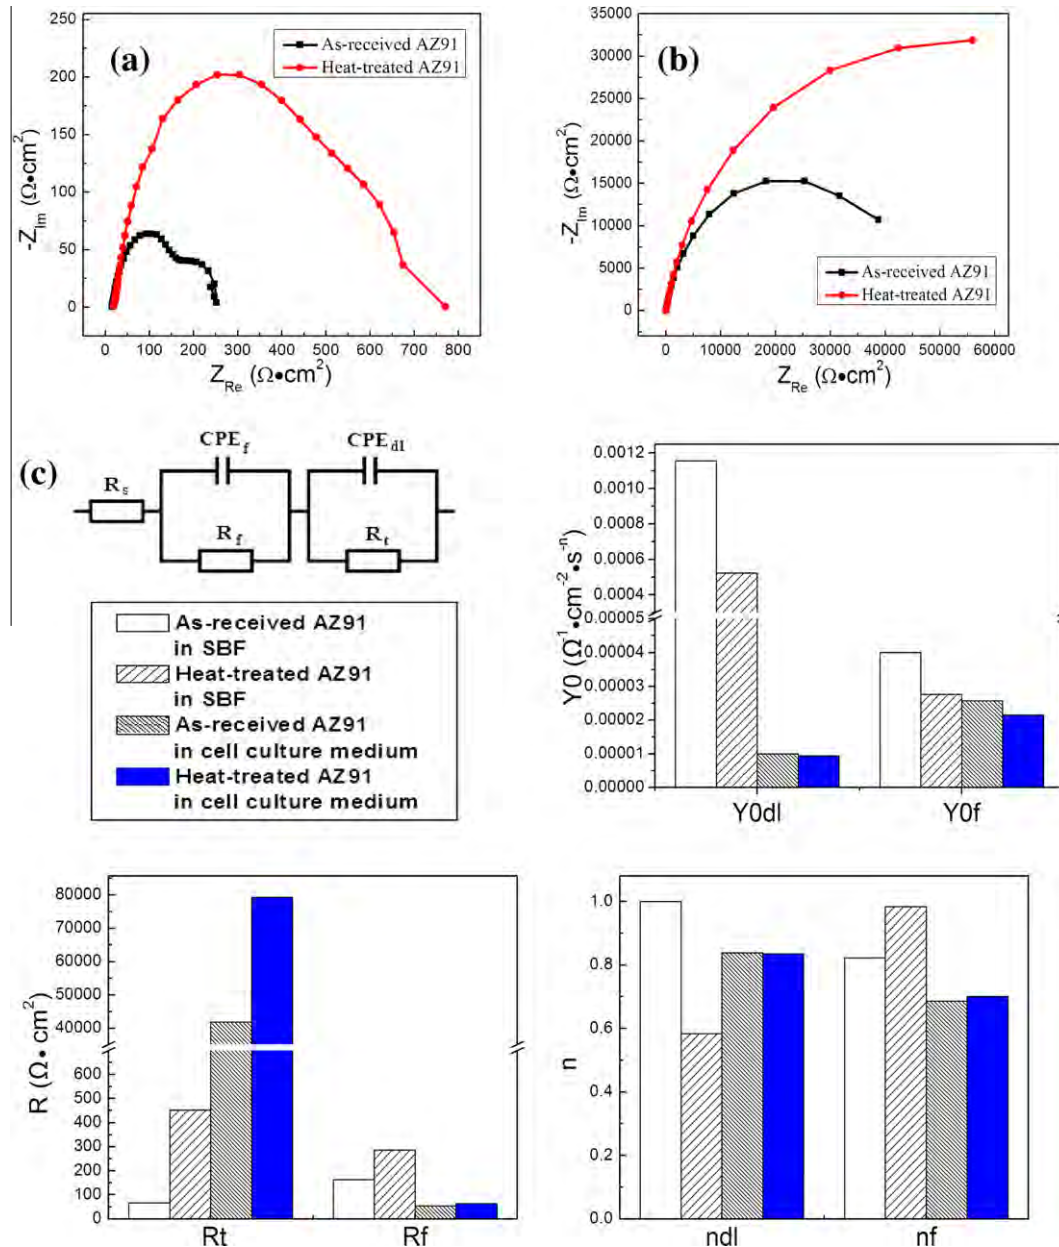 (a)
250
200
150
100
50
0
-Z_Im (Ω•cm²)
As-received AZ91
Heat-treated AZ91
0 100 200 300 400 500 600 700 800
Z_Re (Ω•cm²)
(b)
35000
30000
25000
20000
15000
10000
5000
0
-Z_Im (Ω•cm²)
As-received AZ91
Heat-treated AZ91
0 10000 20000 30000 40000 50000 60000
Z_Re (Ω•cm²)
(c)
CPE_f
CPE_dl
R_s
R_f
R_t
As-received AZ91
in SBF
Heat-treated AZ91
in SBF
As-received AZ91
in cell culture medium
Heat-treated AZ91
in cell culture medium
0.0012
0.0010
0.0008
0.0006
0.0004
0.00005
0.00004
0.00003
0.00002
0.00001
0.00000
Y0 (Ω⁻¹•cm⁻²•s⁻ⁿ)
Y0dl Y0f
80000
70000
60000
50000
40000
600
500
400
300
200
100
0
R (Ω•cm²)
Rt Rf
1.0
0.8
0.6
0.4
0.2
0.0
n
ndl nf